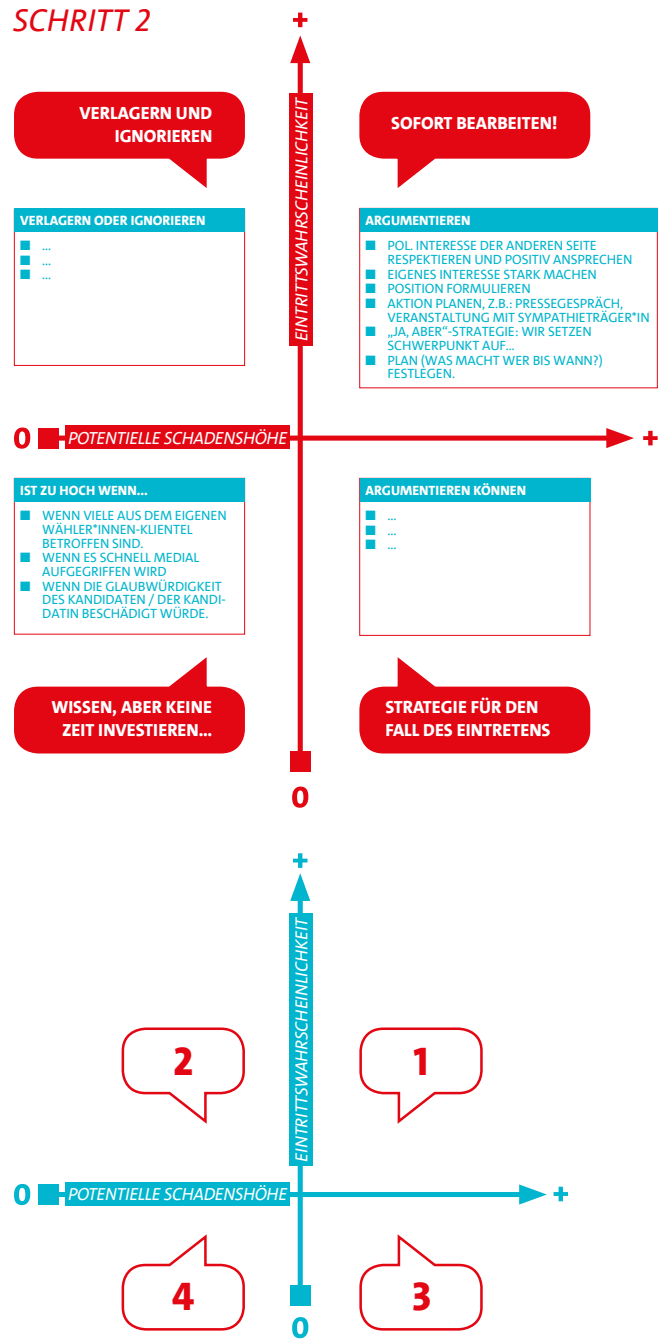 SCHRITT 2
+
VERLAGERN UND
IGNORIEREN
SOFORT BEARBEITEN!
EINTRITTSWAHRSCHEINLICHKEIT
VERLAGERN ODER IGNORIEREN
■ ...
■ ...
■ ...
ARGUMENTIEREN
■ POL. INTERESSE DER ANDEREN SEITE
RESPEKTIEREN UND POSITIV ANSPRECHEN
■ EIGENES INTERESSE STARK MACHEN
■ POSITION FORMULIEREN
■ AKTION PLANEN, Z.B.: PRESSEGESPRÄCH,
VERANSTALTUNG MIT SYMPATHIETRÄGER*IN
■ „JA, ABER“-STRATEGIE: WIR SETZEN
SCHWERPUNKT AUF...
■ PLAN (WAS MACHT WER BIS WANN?)
FESTLEGEN.
0 POTENTIELLE SCHADENSHÖHE +
IST ZU HOCH WENN...
■ WENN VIELE AUS DEM EIGENEN
WÄHLER*INNEN-KLIENTEL
BETROFFEN SIND.
■ WENN ES SCHNELL MEDIAL
AUFGEGRIFFEN WIRD
■ WENN DIE GLAUBWÜRDIGKEIT
DES KANDIDATEN / DER KANDI-
DATIN BESCHÄDIGT WÜRDE.
ARGUMENTIEREN KÖNNEN
■ ...
■ ...
■ ...
WISSEN, ABER KEINE
ZEIT INVESTIEREN...
STRATEGIE FÜR DEN
FALL DES EINTRETENS
0
+
EINTRITTSWAHRSCHEINLICHKEIT
2
1
0 POTENTIELLE SCHADENSHÖHE +
4
3
0